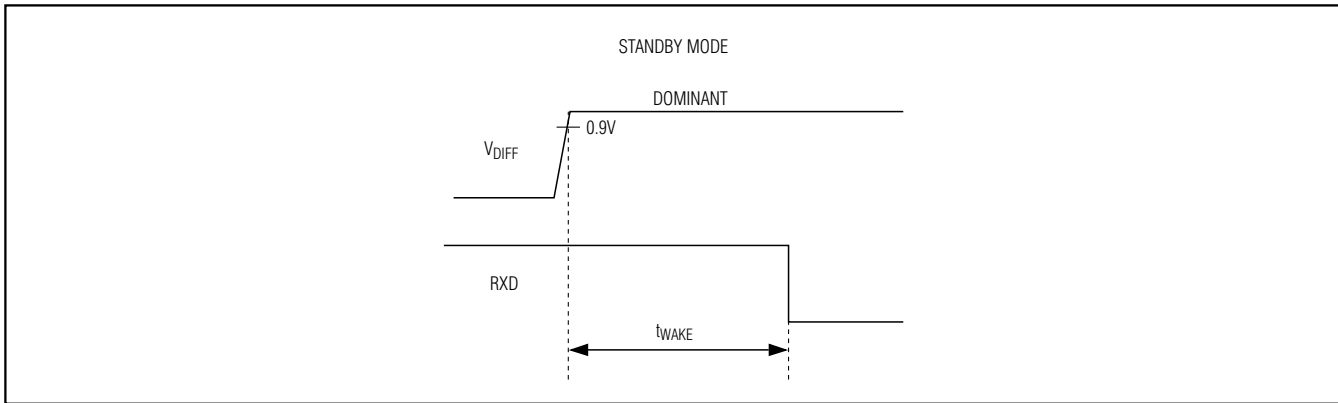 STANDBY MODE
DOMINANT
0.9V
VDIFF
RXD
tWAKE